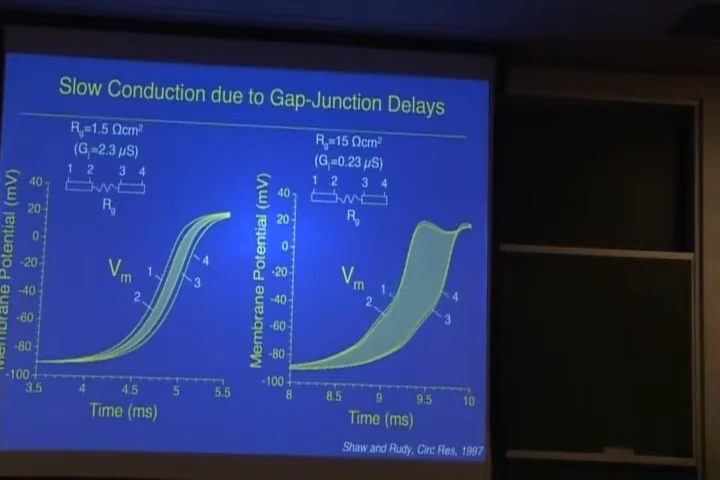 Slow Conduction due to Gap-Junction Delays
Rg=1.5 Ωcm²
(Gj=2.3 μS)
1 2 3 4
Rg
Membrane Potential (mV)
40
20
0
-20
-40
-60
-80
-100
Vm
1
2
4
3
3.5 4 4.5 5 5.5
Time (ms)
Rg=15 Ωcm²
(Gj=0.23 μS)
1 2 3 4
Rg
Membrane Potential (mV)
40
20
0
-20
-40
-60
-80
-100
Vm
1
2
4
3
8 8.5 9 9.5 10
Time (ms)
Shaw and Rudy, Circ Res, 1997